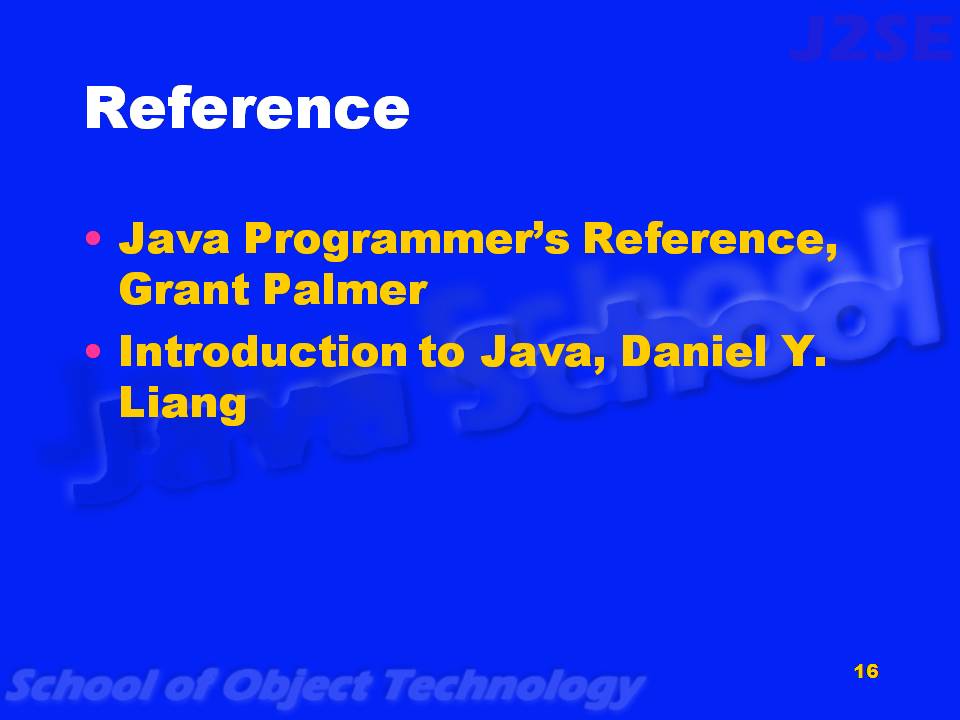 J2SE
Reference
• Java Programmer’s Reference,
Grant Palmer
• Introduction to Java, Daniel Y.
Liang
Java School
School of Object Technology
16